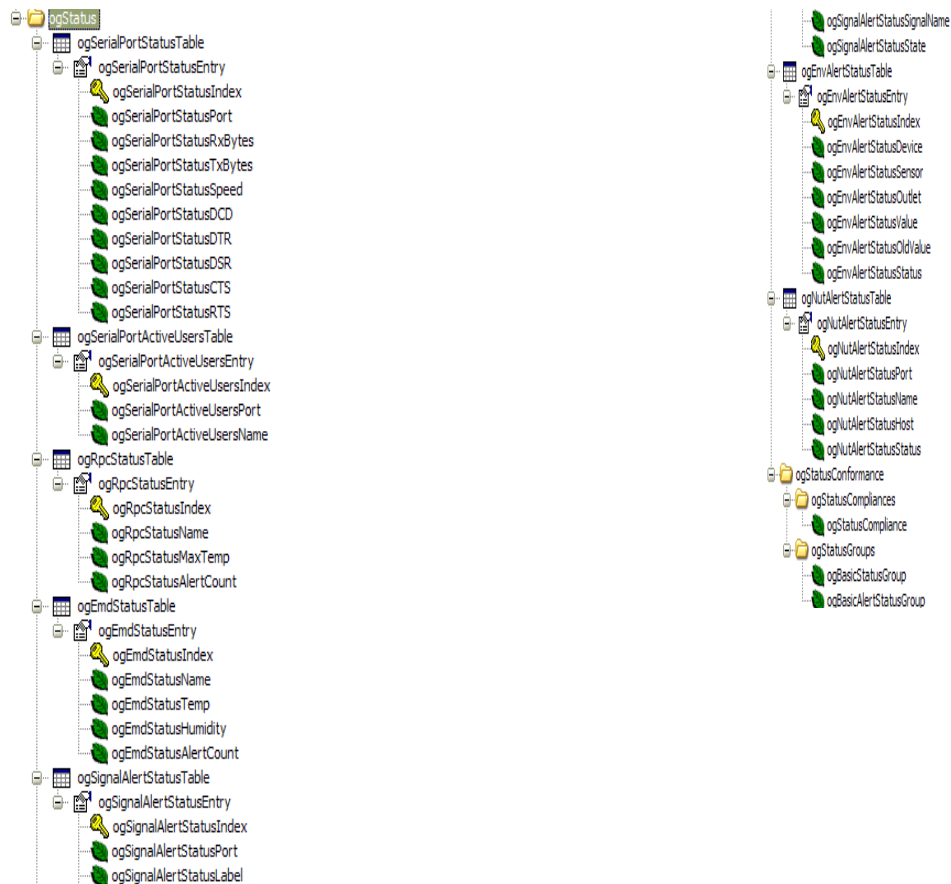 ogStatus
ogSerialPortStatusTable
ogSerialPortStatusEntry
ogSerialPortStatusIndex
ogSerialPortStatusPort
ogSerialPortStatusRxBytes
ogSerialPortStatusTxBytes
ogSerialPortStatusSpeed
ogSerialPortStatusDCD
ogSerialPortStatusDTR
ogSerialPortStatusDSR
ogSerialPortStatusCTS
ogSerialPortStatusRTS
ogSerialPortActiveUsersTable
ogSerialPortActiveUsersEntry
ogSerialPortActiveUsersIndex
ogSerialPortActiveUsersPort
ogSerialPortActiveUsersName
ogRpcStatusTable
ogRpcStatusEntry
ogRpcStatusIndex
ogRpcStatusName
ogRpcStatusMaxTemp
ogRpcStatusAlertCount
ogEmdStatusTable
ogEmdStatusEntry
ogEmdStatusIndex
ogEmdStatusName
ogEmdStatusTemp
ogEmdStatusHumidity
ogEmdStatusAlertCount
ogSignalAlertStatusTable
ogSignalAlertStatusEntry
ogSignalAlertStatusIndex
ogSignalAlertStatusPort
ogSignalAlertStatusLabel
ogSignalAlertStatusSignalName
ogSignalAlertStatusState
ogEnvAlertStatusTable
ogEnvAlertStatusEntry
ogEnvAlertStatusIndex
ogEnvAlertStatusDevice
ogEnvAlertStatusSensor
ogEnvAlertStatusOutlet
ogEnvAlertStatusValue
ogEnvAlertStatusOldValue
ogEnvAlertStatusStatus
ogNutAlertStatusTable
ogNutAlertStatusEntry
ogNutAlertStatusIndex
ogNutAlertStatusPort
ogNutAlertStatusName
ogNutAlertStatusHost
ogNutAlertStatusStatus
ogStatusConformance
ogStatusCompliances
ogStatusCompliance
ogStatusGroups
ogBasicStatusGroup
ogBasicAlertStatusGroup